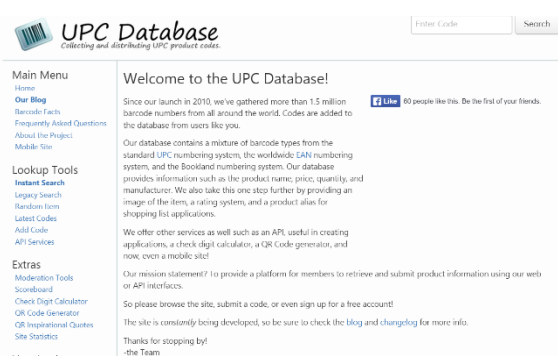 UPC Database
Collecting and distributing UPC product codes.
Enter Code
Search
Main Menu
Home
Our Blog
Barcode Facts
Frequently Asked Questions
About the Project
Mobile Site
Lookup Tools
Instant Search
Legacy Search
Random Item
Latest Codes
Add Code
API Services
Extras
Moderation Tools
Scoreboard
Check Digit Calculator
QR Code Generator
QR Inspirational Quotes
Site Statistics
Welcome to the UPC Database!
Since our launch in 2010, we've gathered more than 1.5 million
barcode numbers from all around the world. Codes are added to
the database from users like you.
Like
60 people like this. Be the first of your friends.
Our database contains a mixture of barcode types from the
standard UPC numbering system, the worldwide EAN numbering
system, and the Bookland numbering system. Our database
provides information such as the product name, price, quantity, and
manufacturer. We also take this one step further by providing an
image of the item, a rating system, and a product alias for
shopping list applications.
We offer other services as well such as an API, useful in creating
applications, a check digit calculator, a QR Code generator, and
now, even a mobile site!
Our mission statement? To provide a platform for members to retrieve and submit product information using our web
or API interfaces.
So please browse the site, submit a code, or even sign up for a free account!
The site is constantly being developed, so be sure to check the blog and changelog for more info.
Thanks for stopping by!
-the Team